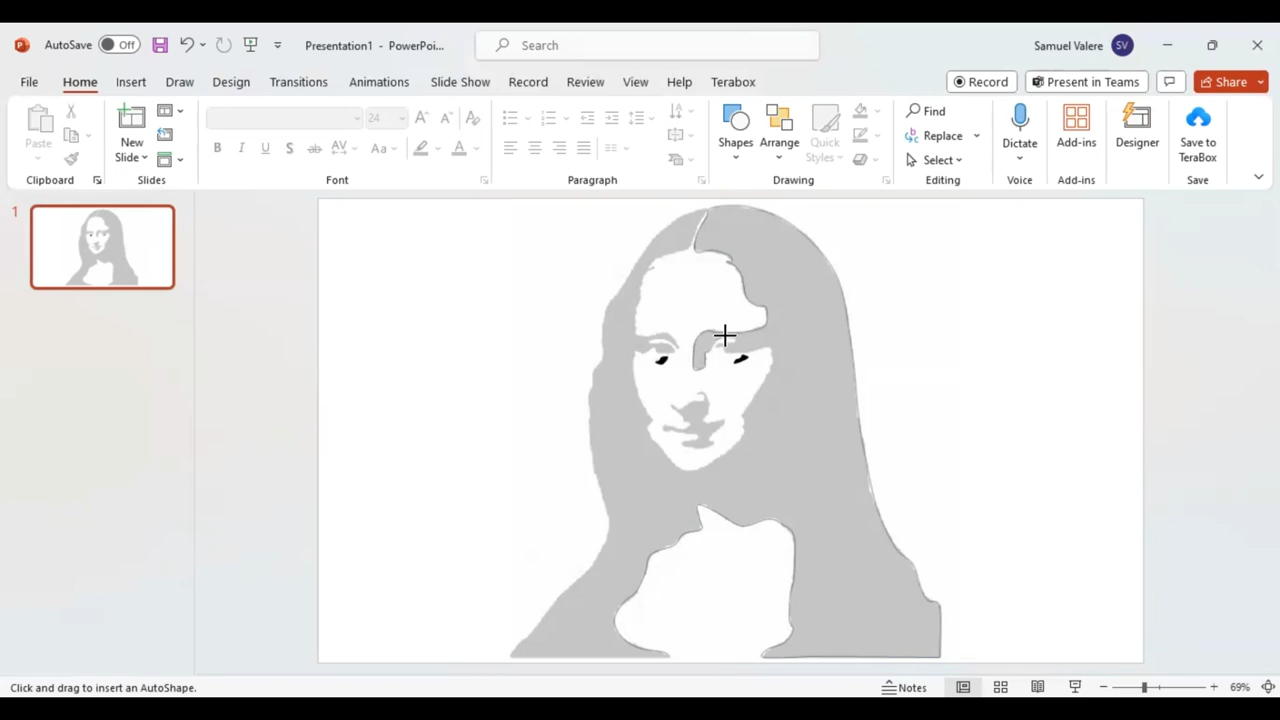 AutoSave Off Presentation1 - PowerPoi... Search Samuel Valere SV
File Home Insert Draw Design Transitions Animations Slide Show Record Review View Help Terabox Record Present in Teams Share
Paste New Slide 24 B I U S ab AV Aa A Shapes Arrange Quick Styles Find Replace Select Dictate Add-ins Designer Save to TeraBox
Clipboard Slides Font Paragraph Drawing Editing Voice Add-ins Save
1
Click and drag to insert an AutoShape. Notes 69%